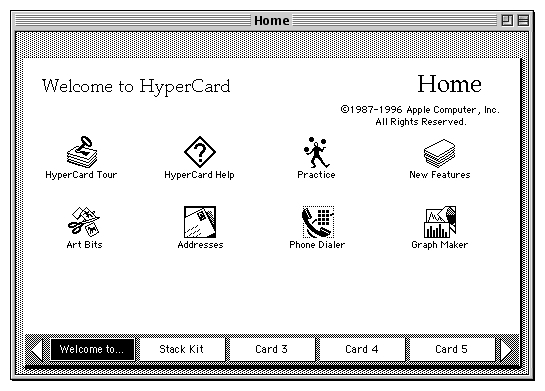 Home
Welcome to HyperCard
Home
©1987-1996 Apple Computer, Inc.
All Rights Reserved.
HyperCard Tour
HyperCard Help
Practice
New Features
Art Bits
Addresses
Phone Dialer
Graph Maker
Welcome to...
Stack Kit
Card 3
Card 4
Card 5